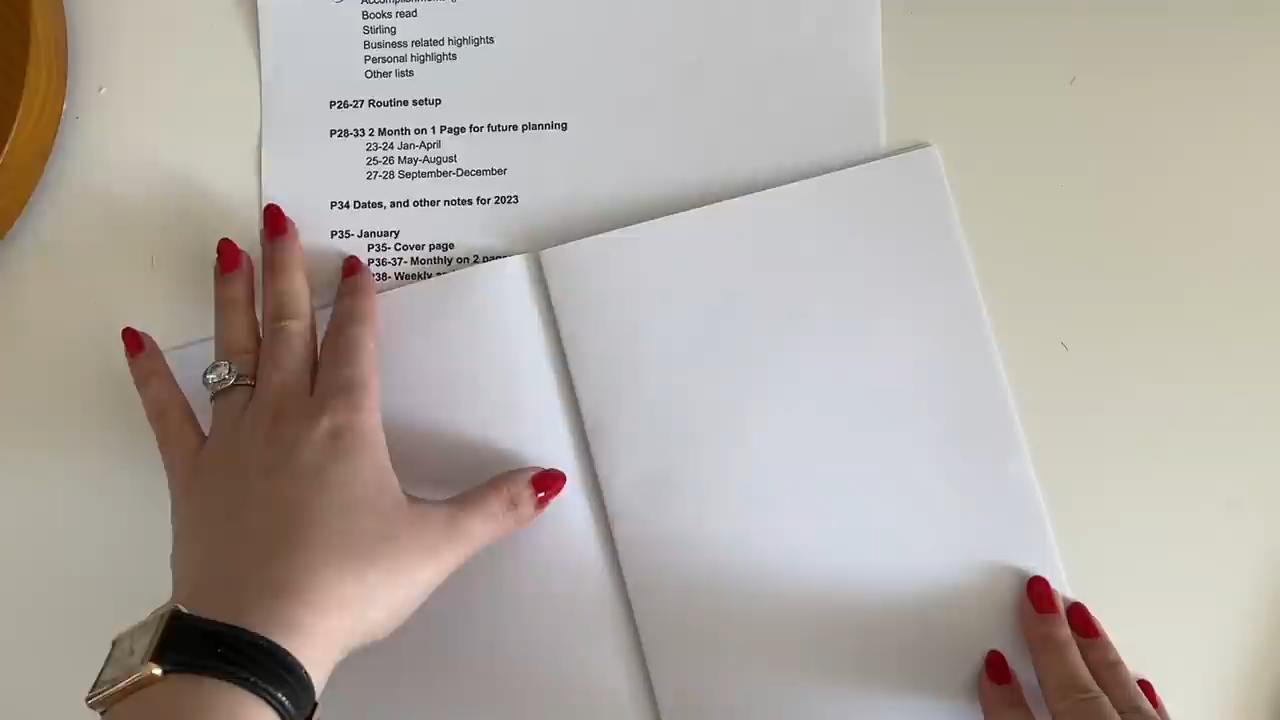 Books read
Stirling
Business related highlights
Personal highlights
Other lists
P26-27 Routine setup
P28-33 2 Month on 1 Page for future planning
23-24 Jan-April
25-26 May-August
27-28 September-December
P34 Dates, and other notes for 2023
P35- January
P35- Cover page
P36-37- Monthly on 2
38- Weekly